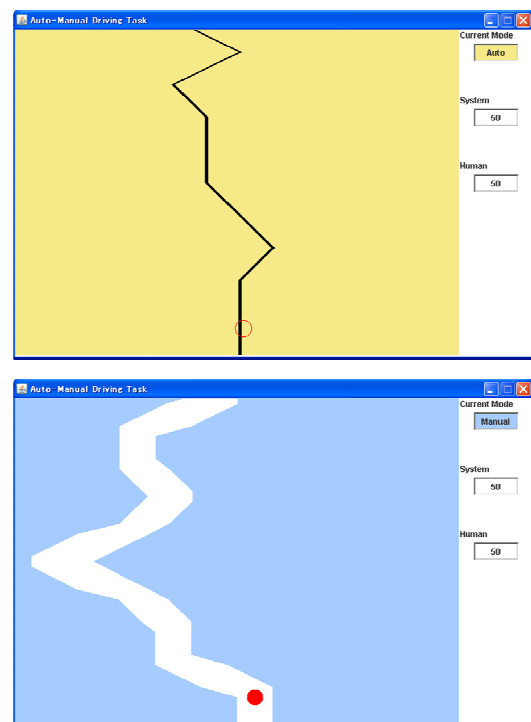 Auto-Manual Driving Task
Current Mode
Auto
System
50
Human
50
Auto-Manual Driving Task
Current Mode
Manual
System
50
Human
50